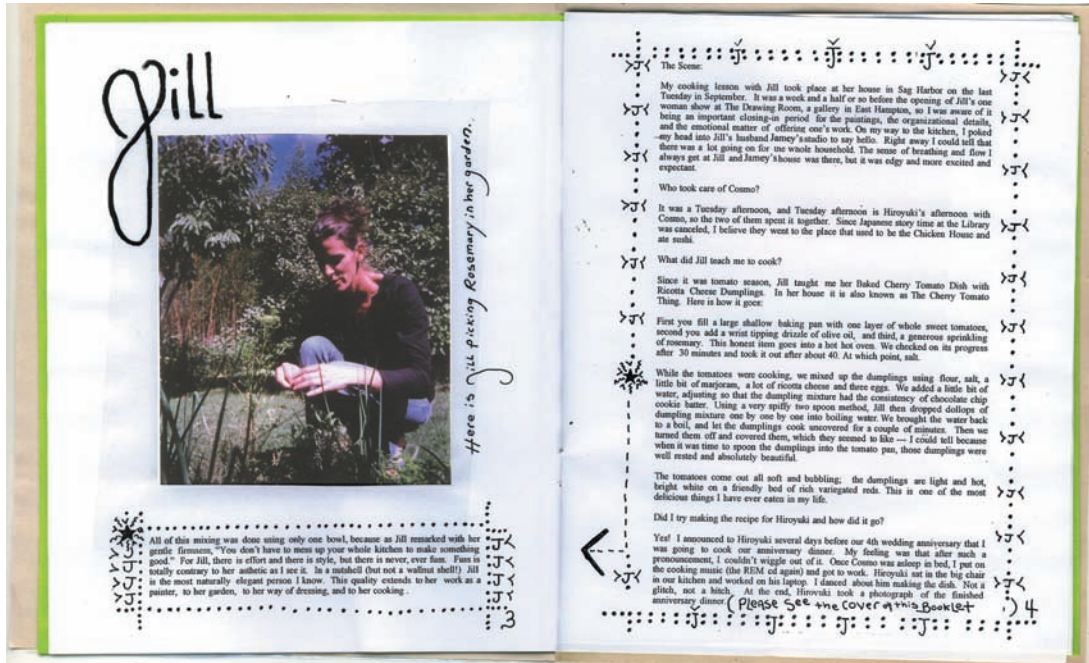 Jill
Here is Jill picking Rosemary in her garden.
All of this mixing was done using only one bowl, because as Jill remarked with her
gentle firmness, "You don't have to mess up your whole kitchen to make something
good." For Jill, there is effort and there is style, but there is never, ever fuss. Fuss is
totally contrary to her asthetic as I see it. In a nutshell (but not a wallnut shell!) Jill
is the most naturally elegant person I know. This quality extends to her work as a
painter, to her garden, to her way of dressing, and to her cooking.
3
The Scene:
My cooking lesson with Jill took place at her house in Sag Harbor on the last
Tuesday in September. It was a week and a half or so before the opening of Jill's one
woman show at The Drawing Room, a gallery in East Hampton, so I was aware of it
being an important closing-in period for the paintings, the organizational details,
and the emotional matter of offering one's work. On my way to the kitchen, I poked
my head into Jill's husband Jamey's studio to say hello. Right away I could tell that
there was a lot going on for the whole household. The sense of breathing and flow I
always get at Jill and Jamey's house was there, but it was edgy and more excited and
expectant.
Who took care of Cosmo?
It was a Tuesday afternoon, and Tuesday afternoon is Hiroyuki's afternoon with
Cosmo, so the two of them spent it together. Since Japanese story time at the Library
was canceled, I believe they went to the place that used to be the Chicken House and
ate sushi.
What did Jill teach me to cook?
Since it was tomato season, Jill taught me her Baked Cherry Tomato Dish with
Ricotta Cheese Dumplings. In her house it is also known as The Cherry Tomato
Thing. Here is how it goes:
First you fill a large shallow baking pan with one layer of whole sweet tomatoes,
second you add a wrist tipping drizzle of olive oil, and third, a generous sprinkling
of rosemary. This honest item goes into a hot hot oven. We checked on its progress
after 30 minutes and took it out after about 40. At which point, salt.
While the tomatoes were cooking, we mixed up the dumplings using flour, salt, a
little bit of marjoram, a lot of ricotta cheese and three eggs. We added a little bit of
water, adjusting so that the dumpling mixture had the consistency of chocolate chip
cookie batter. Using a very spiffy two spoon method, Jill then dropped dollops of
dumpling mixture one by one by one into boiling water. We brought the water back
to a boil, and let the dumplings cook uncovered for a couple of minutes. Then we
turned them off and covered them, which they seemed to like --- I could tell because
when it was time to spoon the dumplings into the tomato pan, those dumplings were
well rested and absolutely beautiful.
The tomatoes come out all soft and bubbling; the dumplings are light and hot,
bright white on a friendly bed of rich variegated reds. This is one of the most
delicious things I have ever eaten in my life.
Did I try making the recipe for Hiroyuki and how did it go?
Yes! I announced to Hiroyuki several days before our 4th wedding anniversary that I
was going to cook our anniversary dinner. My feeling was that after such a
pronouncement, I couldn't wiggle out of it. Once Cosmo was asleep in bed, I put on
the cooking music (the REM cd again) and got to work. Hiroyuki sat in the big chair
in our kitchen and worked on his laptop. I danced about him making the dish. Not a
glitch, not a hitch. At the end, Hiroyuki took a photograph of the finished
anniversary dinner. (Please see the cover of this Booklet.)
4